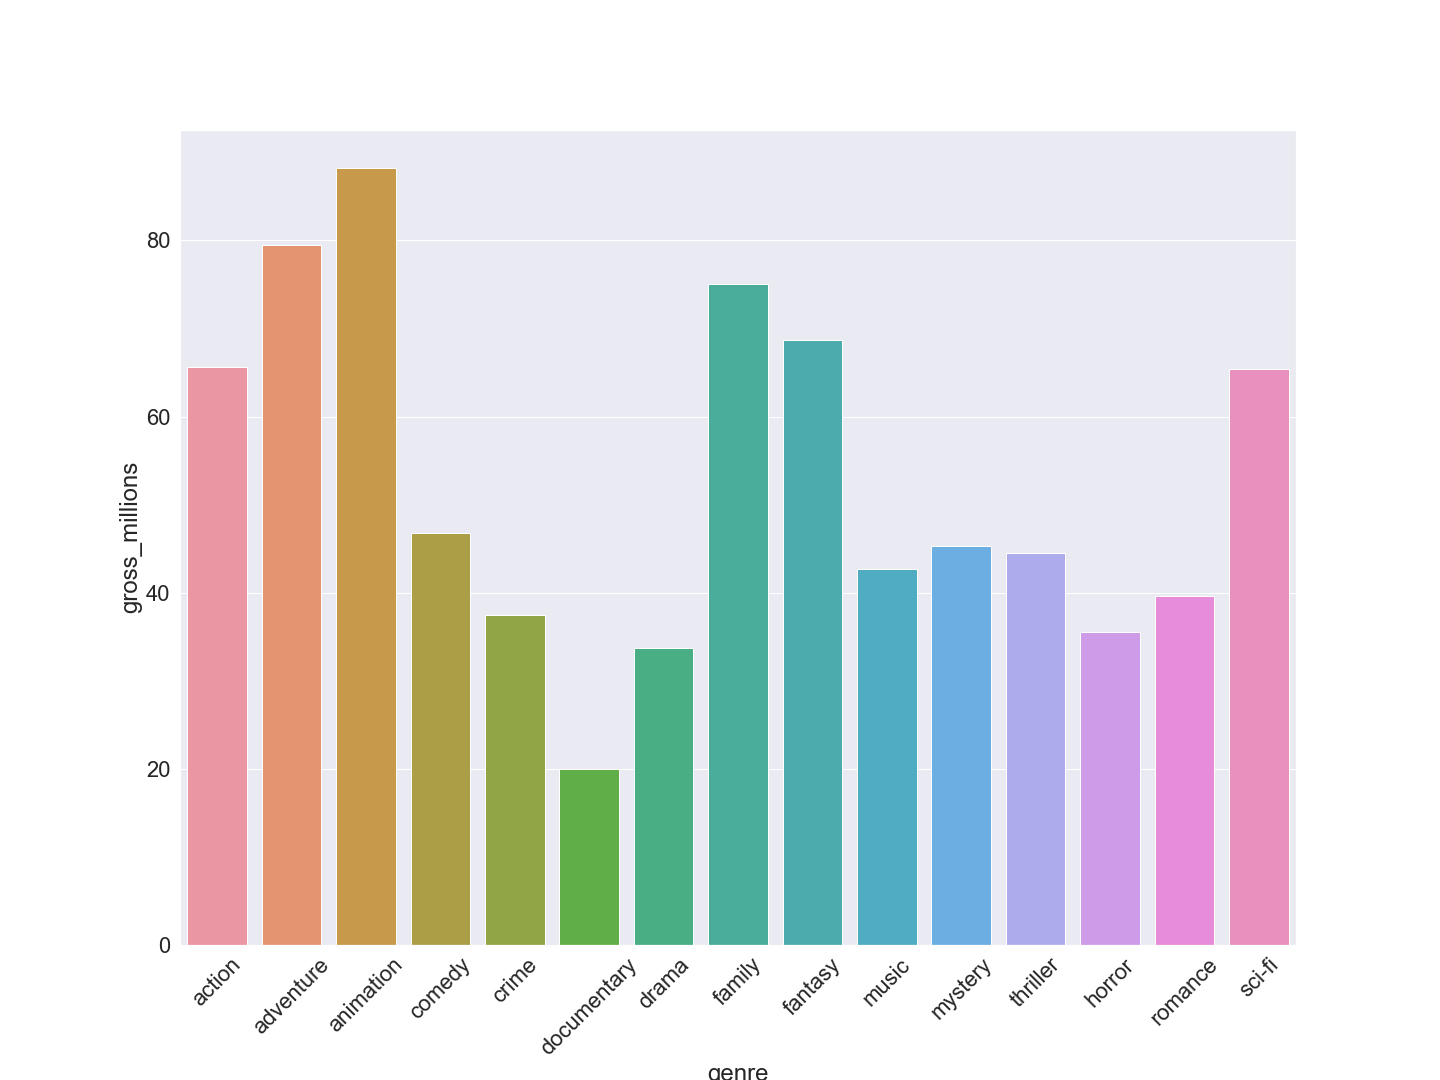 80
60
40
20
0
gross_millions
action
adventure
animation
comedy
crime
documentary
drama
family
fantasy
music
mystery
thriller
horror
romance
sci-fi
genre